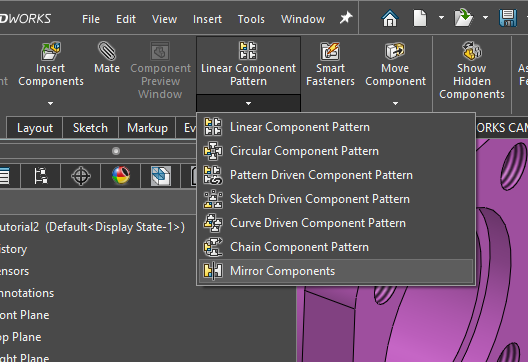 DWORKS File Edit View Insert Tools Window
Insert Components
Mate
Component Preview Window
Linear Component Pattern
Smart Fasteners
Move Component
Show Hidden Components
As
Fe
Layout Sketch Markup Ev
Linear Component Pattern
Circular Component Pattern
Pattern Driven Component Pattern
Sketch Driven Component Pattern
Curve Driven Component Pattern
Chain Component Pattern
Mirror Components
ORKS CAM
utorial2 (Default<Display State-1>)
istory
ensors
nnotations
ront Plane
op Plane
ight Plane